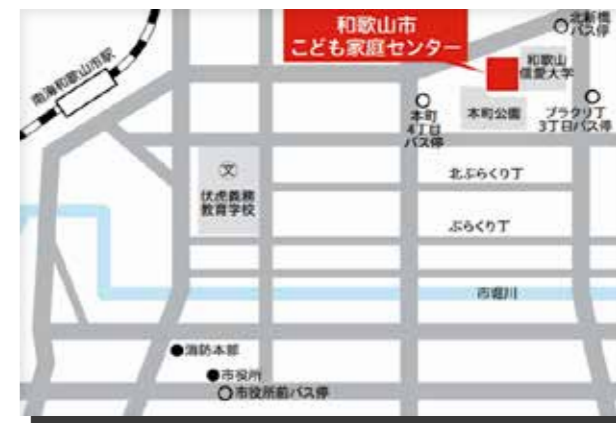 和歌山市
こども家庭センター
北新橋
バス停
和歌山
信愛大学
南海和歌山市駅
本町
4丁目
バス停
本町公園
ブラクリ丁
3丁目バス停
文
伏虎義務
教育学校
北ぶらくり丁
ぶらくり丁
市堀川
消防本部
市役所
市役所前バス停